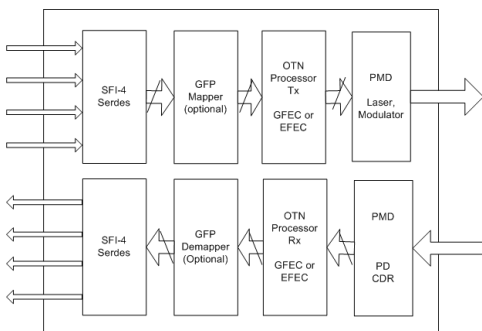 SFI-4
Serdes
GFP
Mapper
(optional)
OTN
Processor
Tx
GFEC or
EFEC
PMD
Laser,
Modulator
SFI-4
Serdes
GFP
Demapper
(Optional)
OTN
Processor
Rx
GFEC or
EFEC
PMD
PD
CDR